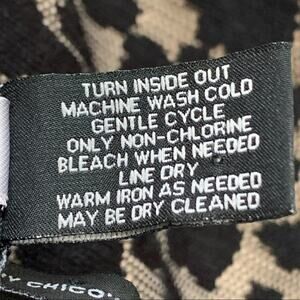 TURN INSIDE OUT
MACHINE WASH COLD
GENTLE CYCLE
ONLY NON-CHLORINE
BLEACH WHEN NEEDED
LINE DRY
WARM IRON AS NEEDED
MAY BE DRY CLEANED
CHICO'